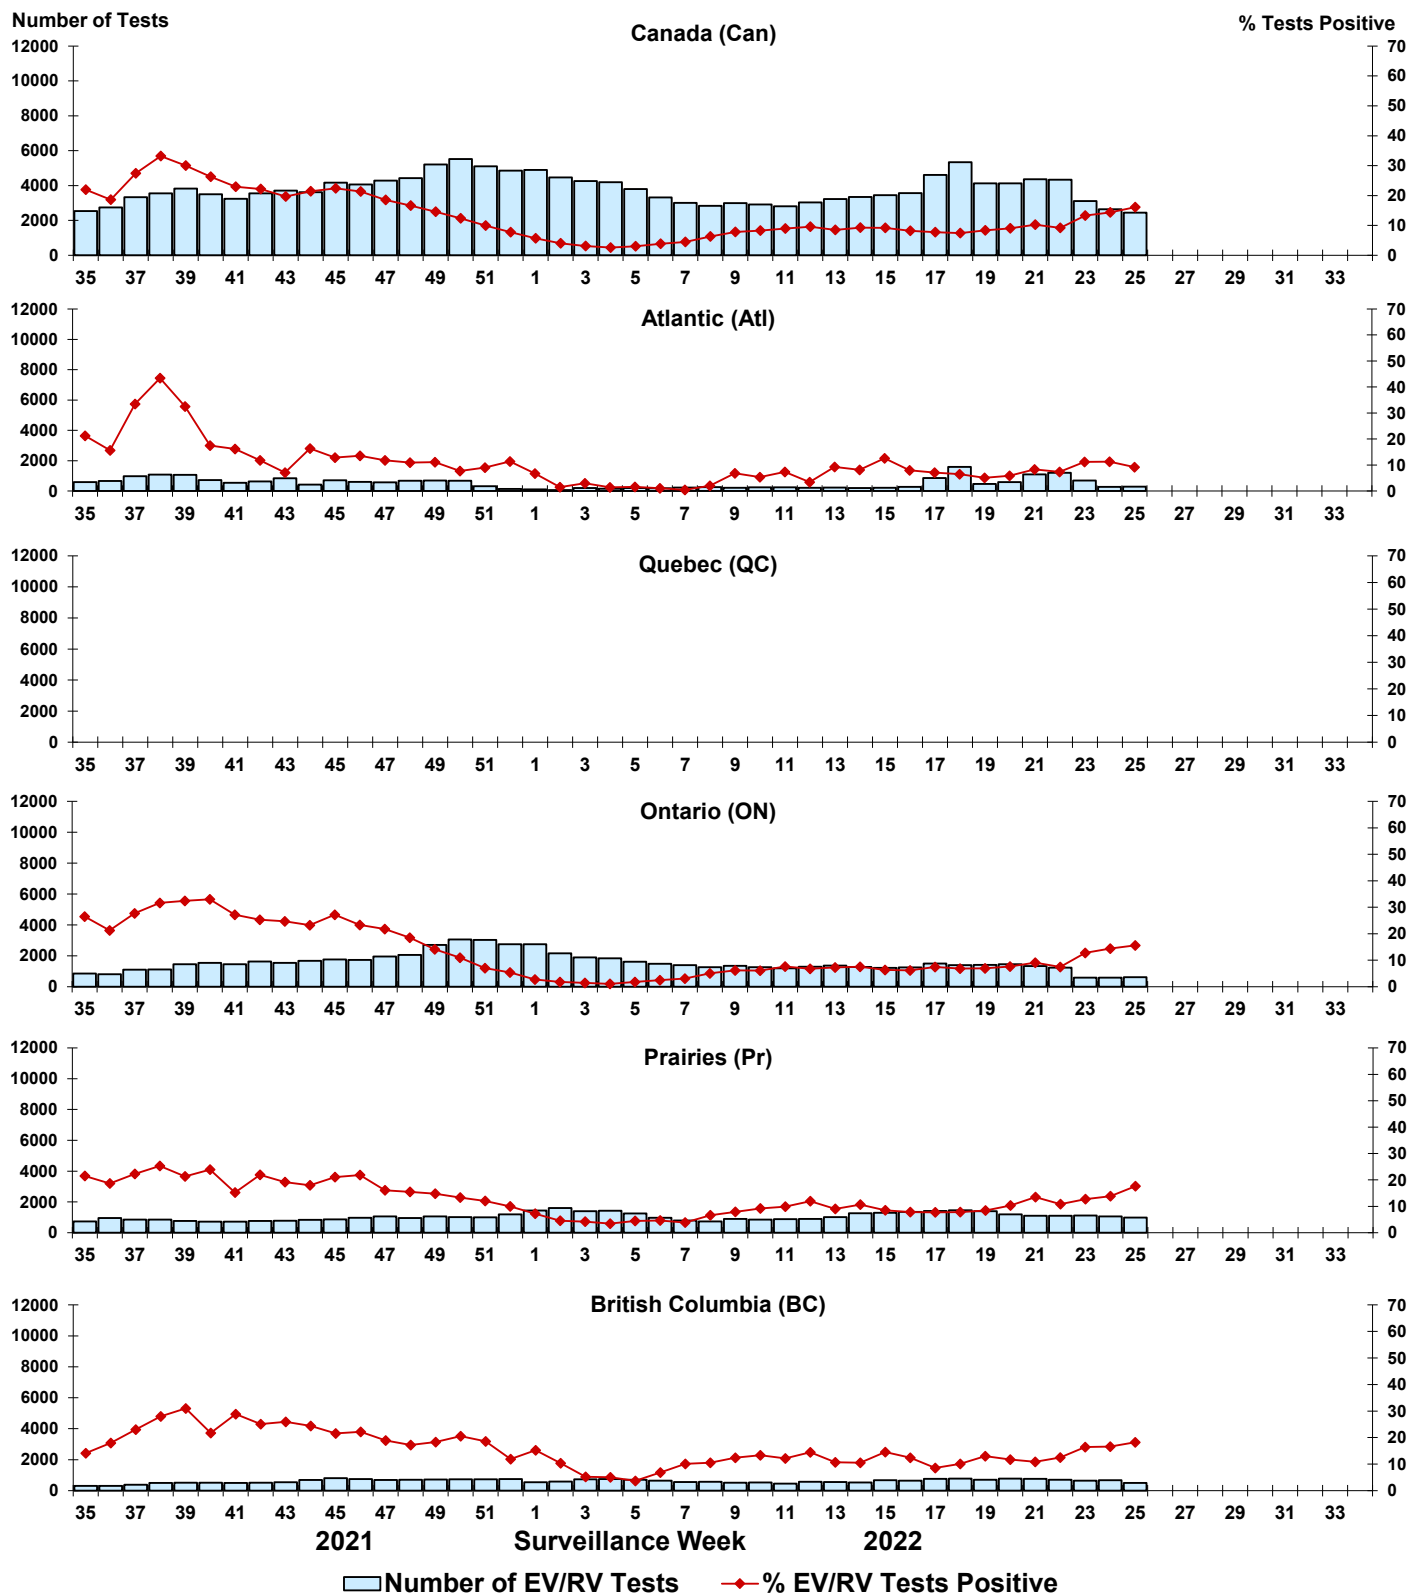 Number of Tests
% Tests Positive
Canada (Can)
12000 10000 8000 6000 4000 2000 0
70 60 50 40 30 20 10 0
35 37 39 41 43 45 47 49 51 1 3 5 7 9 11 13 15 17 19 21 23 25 27 29 31 33
Atlantic (Atl)
12000 10000 8000 6000 4000 2000 0
70 60 50 40 30 20 10 0
35 37 39 41 43 45 47 49 51 1 3 5 7 9 11 13 15 17 19 21 23 25 27 29 31 33
Quebec (QC)
12000 10000 8000 6000 4000 2000 0
70 60 50 40 30 20 10 0
35 37 39 41 43 45 47 49 51 1 3 5 7 9 11 13 15 17 19 21 23 25 27 29 31 33
Ontario (ON)
12000 10000 8000 6000 4000 2000 0
70 60 50 40 30 20 10 0
35 37 39 41 43 45 47 49 51 1 3 5 7 9 11 13 15 17 19 21 23 25 27 29 31 33
Prairies (Pr)
12000 10000 8000 6000 4000 2000 0
70 60 50 40 30 20 10 0
35 37 39 41 43 45 47 49 51 1 3 5 7 9 11 13 15 17 19 21 23 25 27 29 31 33
British Columbia (BC)
12000 10000 8000 6000 4000 2000 0
70 60 50 40 30 20 10 0
35 37 39 41 43 45 47 49 51 1 3 5 7 9 11 13 15 17 19 21 23 25 27 29 31 33
2021 Surveillance Week 2022
Number of EV/RV Tests % EV/RV Tests Positive